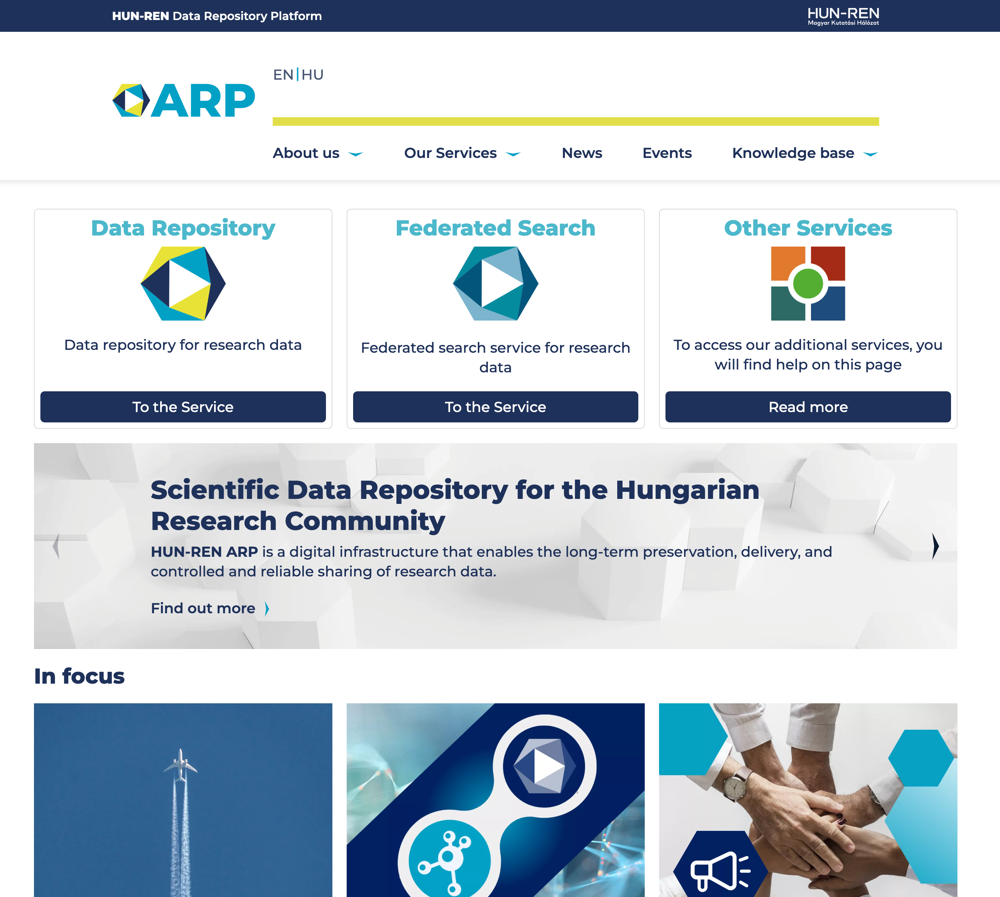 HUN-REN Data Repository Platform
HUN-REN
Magyar Kutatási Hálózat
EN|HU
ARP
About us
Our Services
News
Events
Knowledge base
Data Repository
Data repository for research data
To the Service
Federated Search
Federated search service for research
data
To the Service
Other Services
To access our additional services, you
will find help on this page
Read more
Scientific Data Repository for the Hungarian
Research Community
HUN-REN ARP is a digital infrastructure that enables the long-term preservation, delivery, and
controlled and reliable sharing of research data.
Find out more
In focus